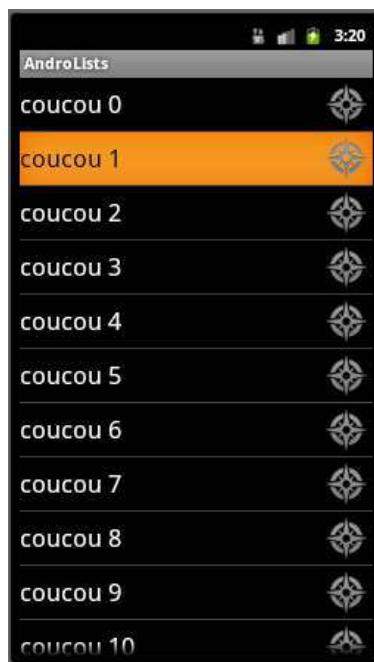 3:20
AndroLists
coucou 0
coucou 1
coucou 2
coucou 3
coucou 4
coucou 5
coucou 6
coucou 7
coucou 8
coucou 9
coucou 10